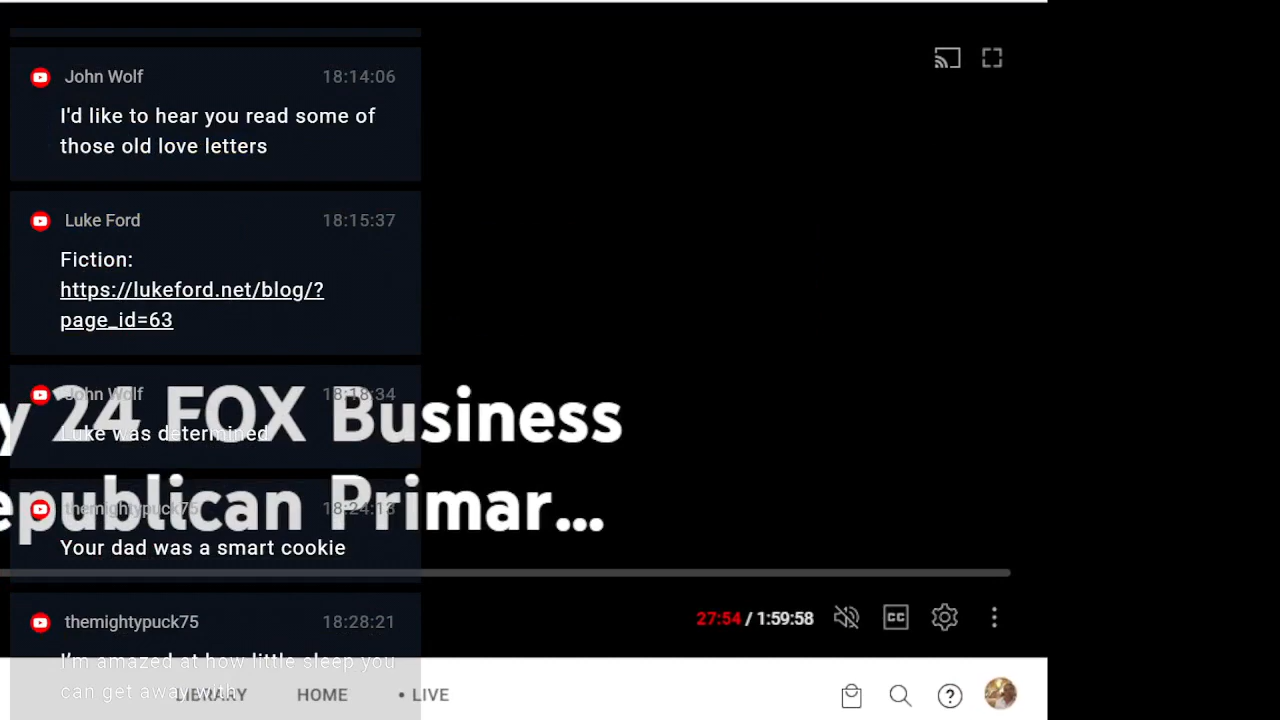 John Wolf 18:14:06
I'd like to hear you read some of
those old love letters
Luke Ford 18:15:37
Fiction:
https://lukeford.net/blog/?
page_id=63
John Wolf 18:18:34
y 24 FOX Business
Luke was determined
themightypuck75 18:24:13
epublican Primar...
Your dad was a smart cookie
27:54 / 1:59:58
CC
themightypuck75 18:28:21
I'm amazed at how little sleep you
can get away with
LIBRARY HOME • LIVE